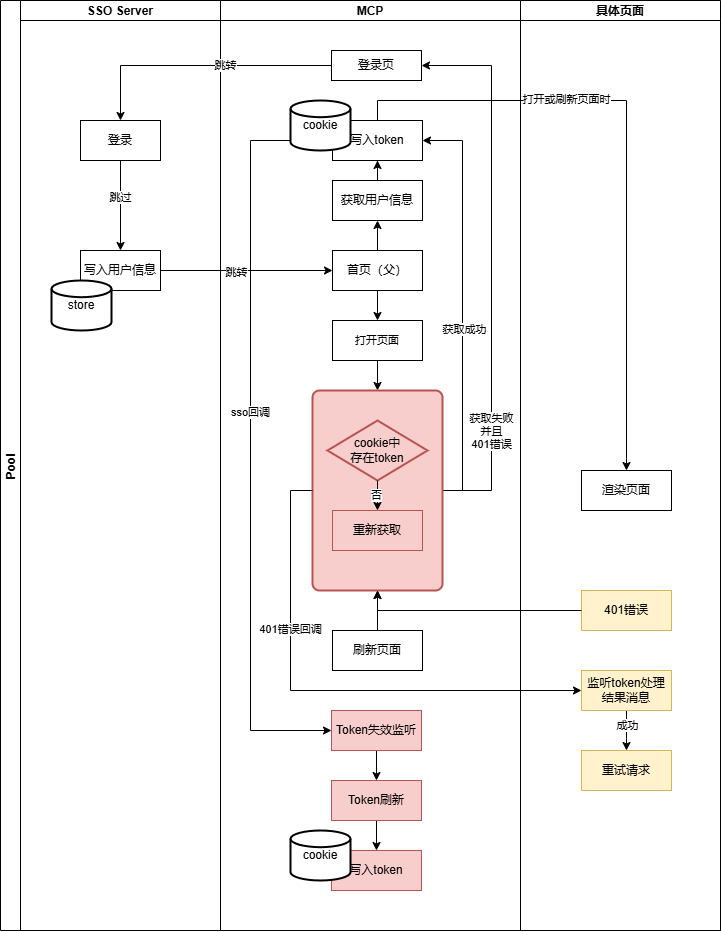 SSO Server
MCP
具体页面
Pool
登录页
跳转
cookie
写入token
打开或刷新页面时
登录
跳过
获取用户信息
写入用户信息
store
跳转
首页（父）
打开页面
获取成功
sso回调
获取失败
并且
401错误
cookie中
存在token
否
重新获取
渲染页面
401错误
401错误回调
刷新页面
监听token处理
结果消息
成功
Token失效监听
重试请求
Token刷新
cookie
写入token